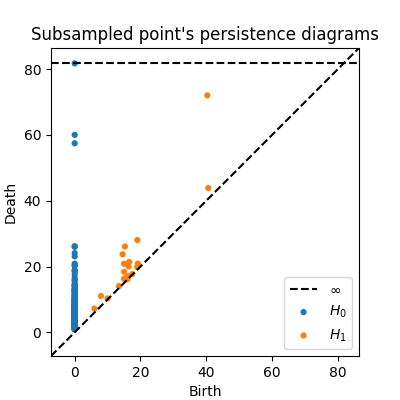 Subsampled point's persistence diagrams
80
60
40
20
0
Death
0 20 40 60 80
Birth
∞
H₀
H₁